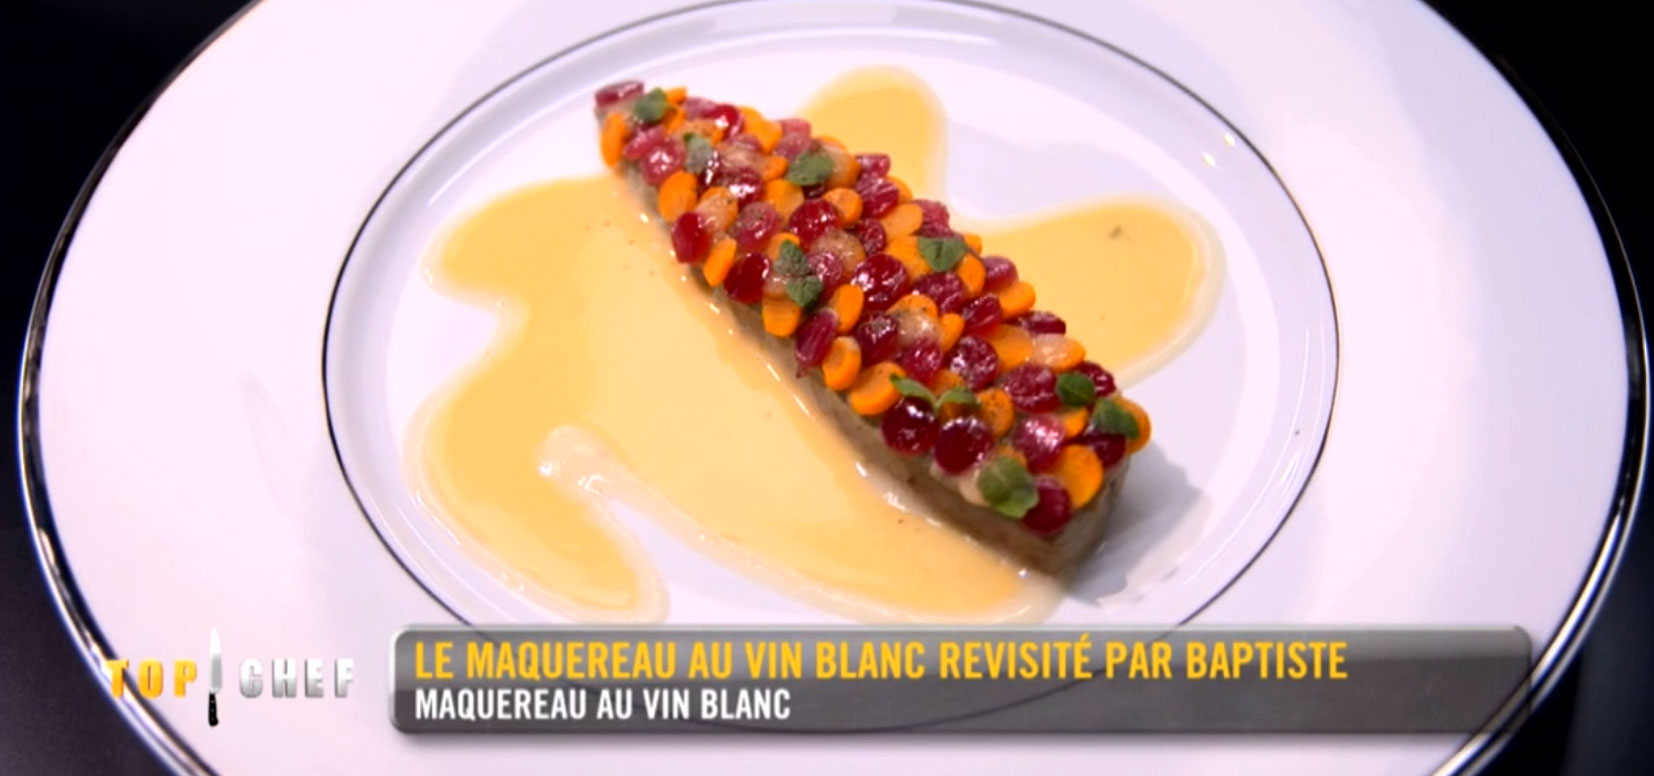 LE MAQUEREAU AU VIN BLANC REVISITÉ PAR BAPTISTE
TOP CHEF
MAQUEREAU AU VIN BLANC